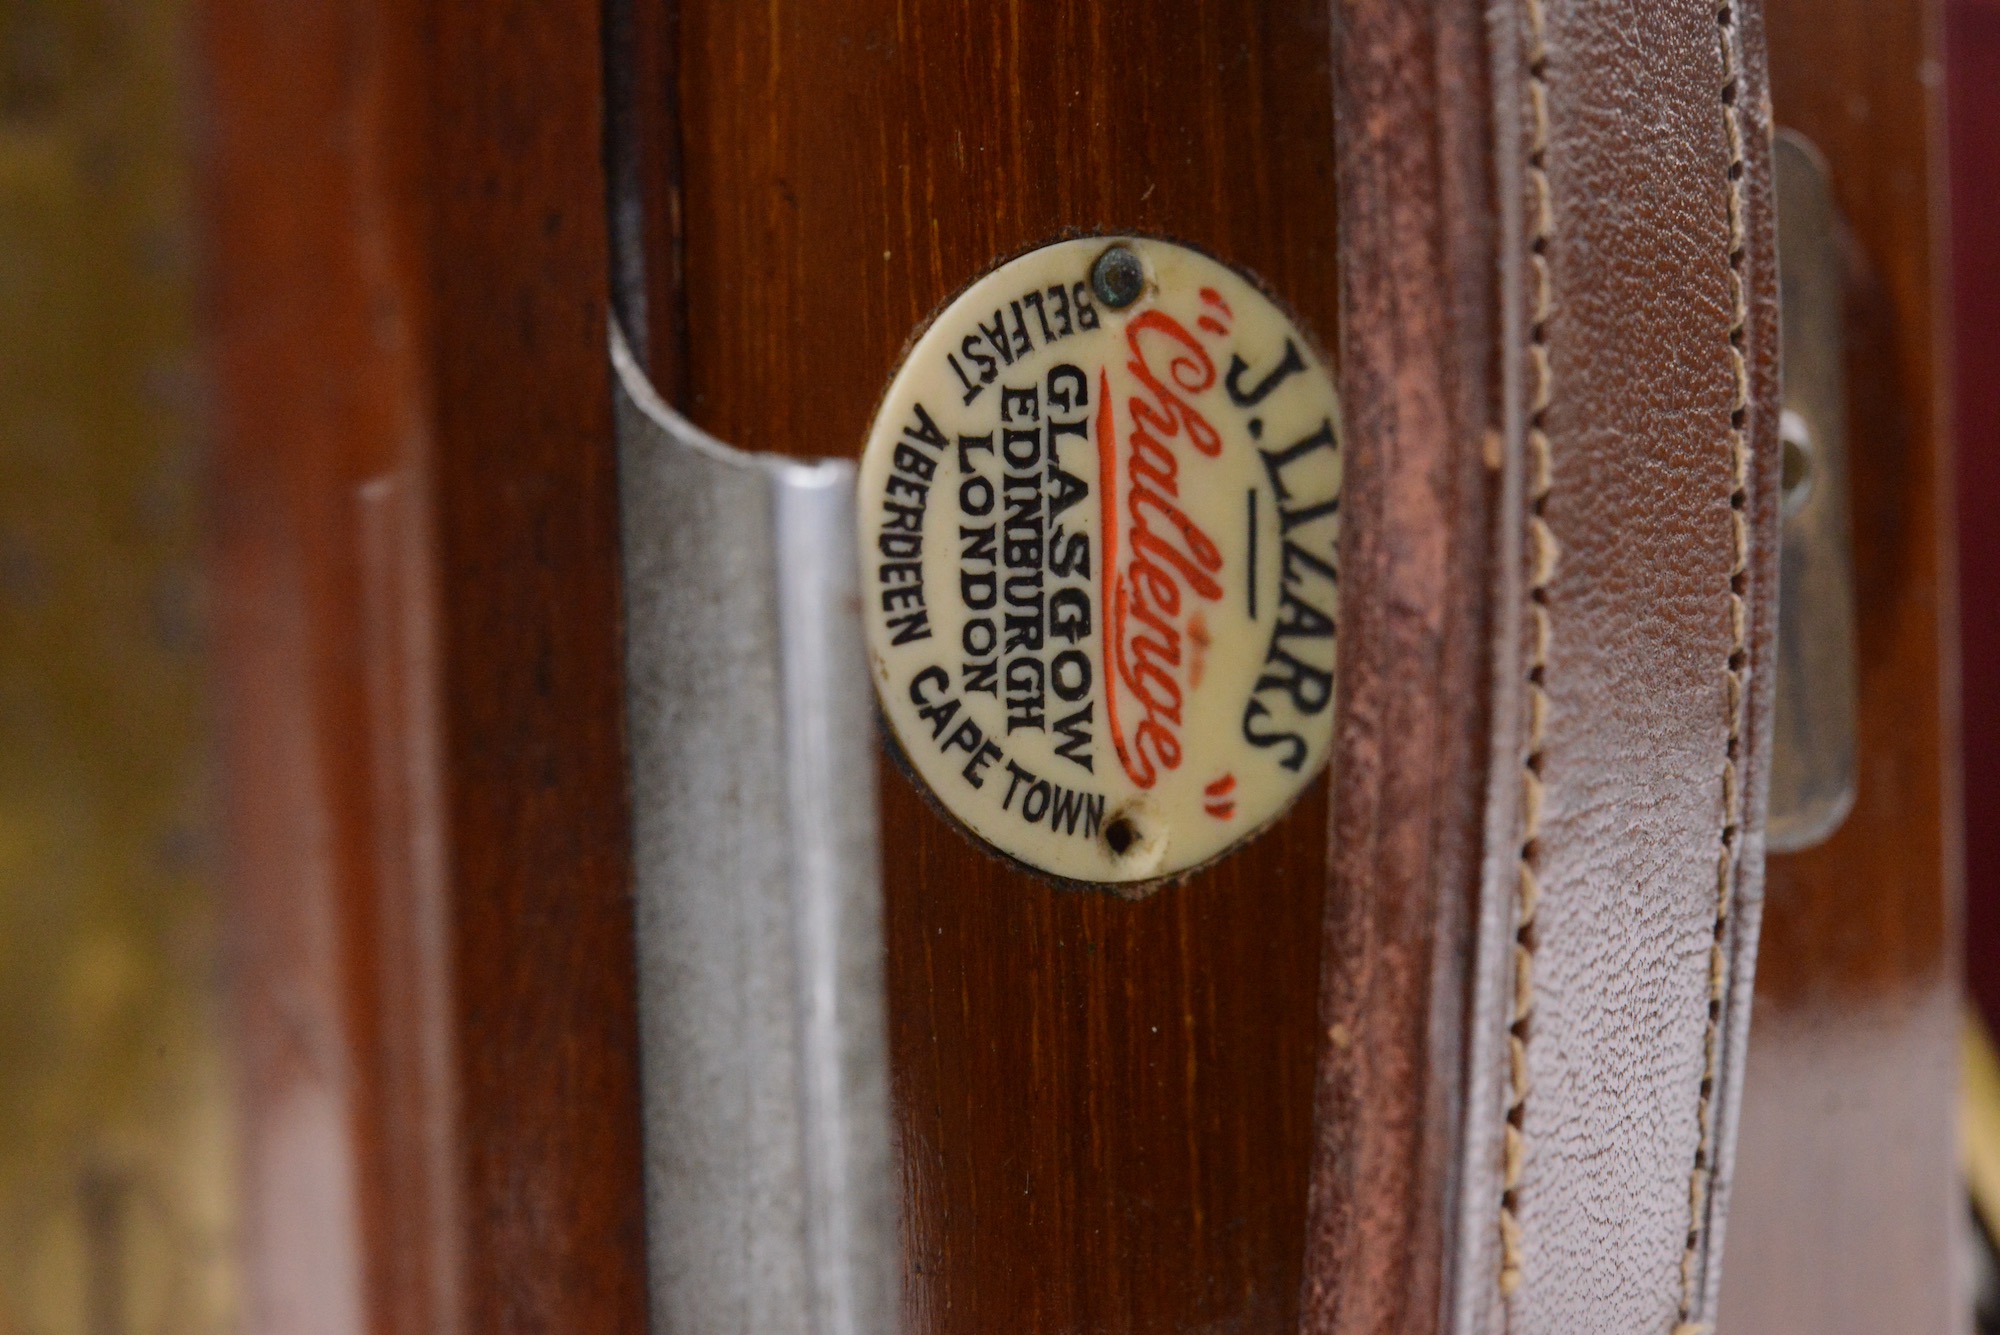 J. LIZARS
"Challenge"
GLASGOW
EDINBURGH
LONDON
BELFAST ABERDEEN CAPE TOWN